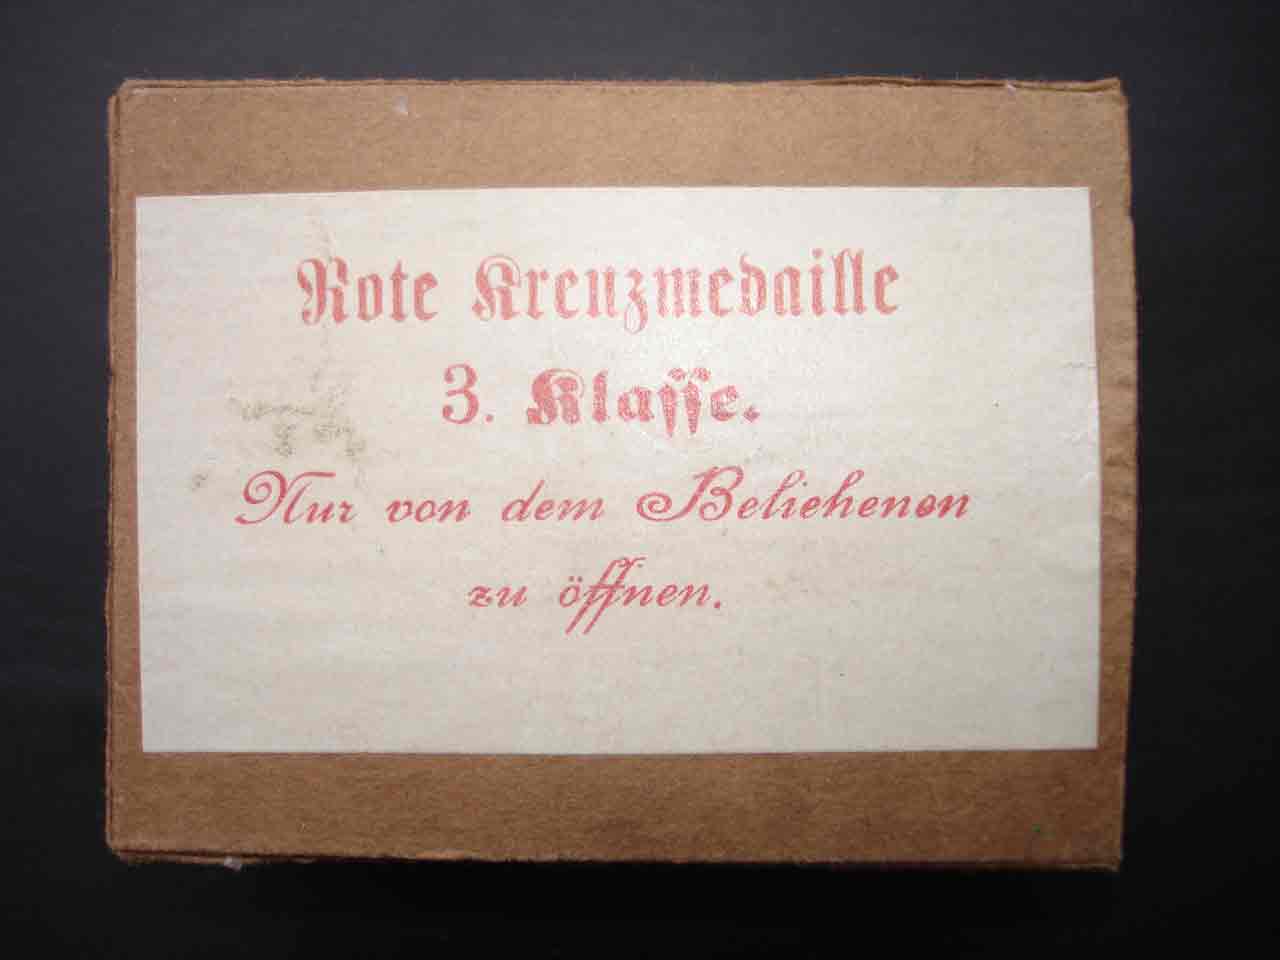 Rote Kreuzmedaille
3. Klasse.
Nur von dem Beliehenen
zu öffnen.